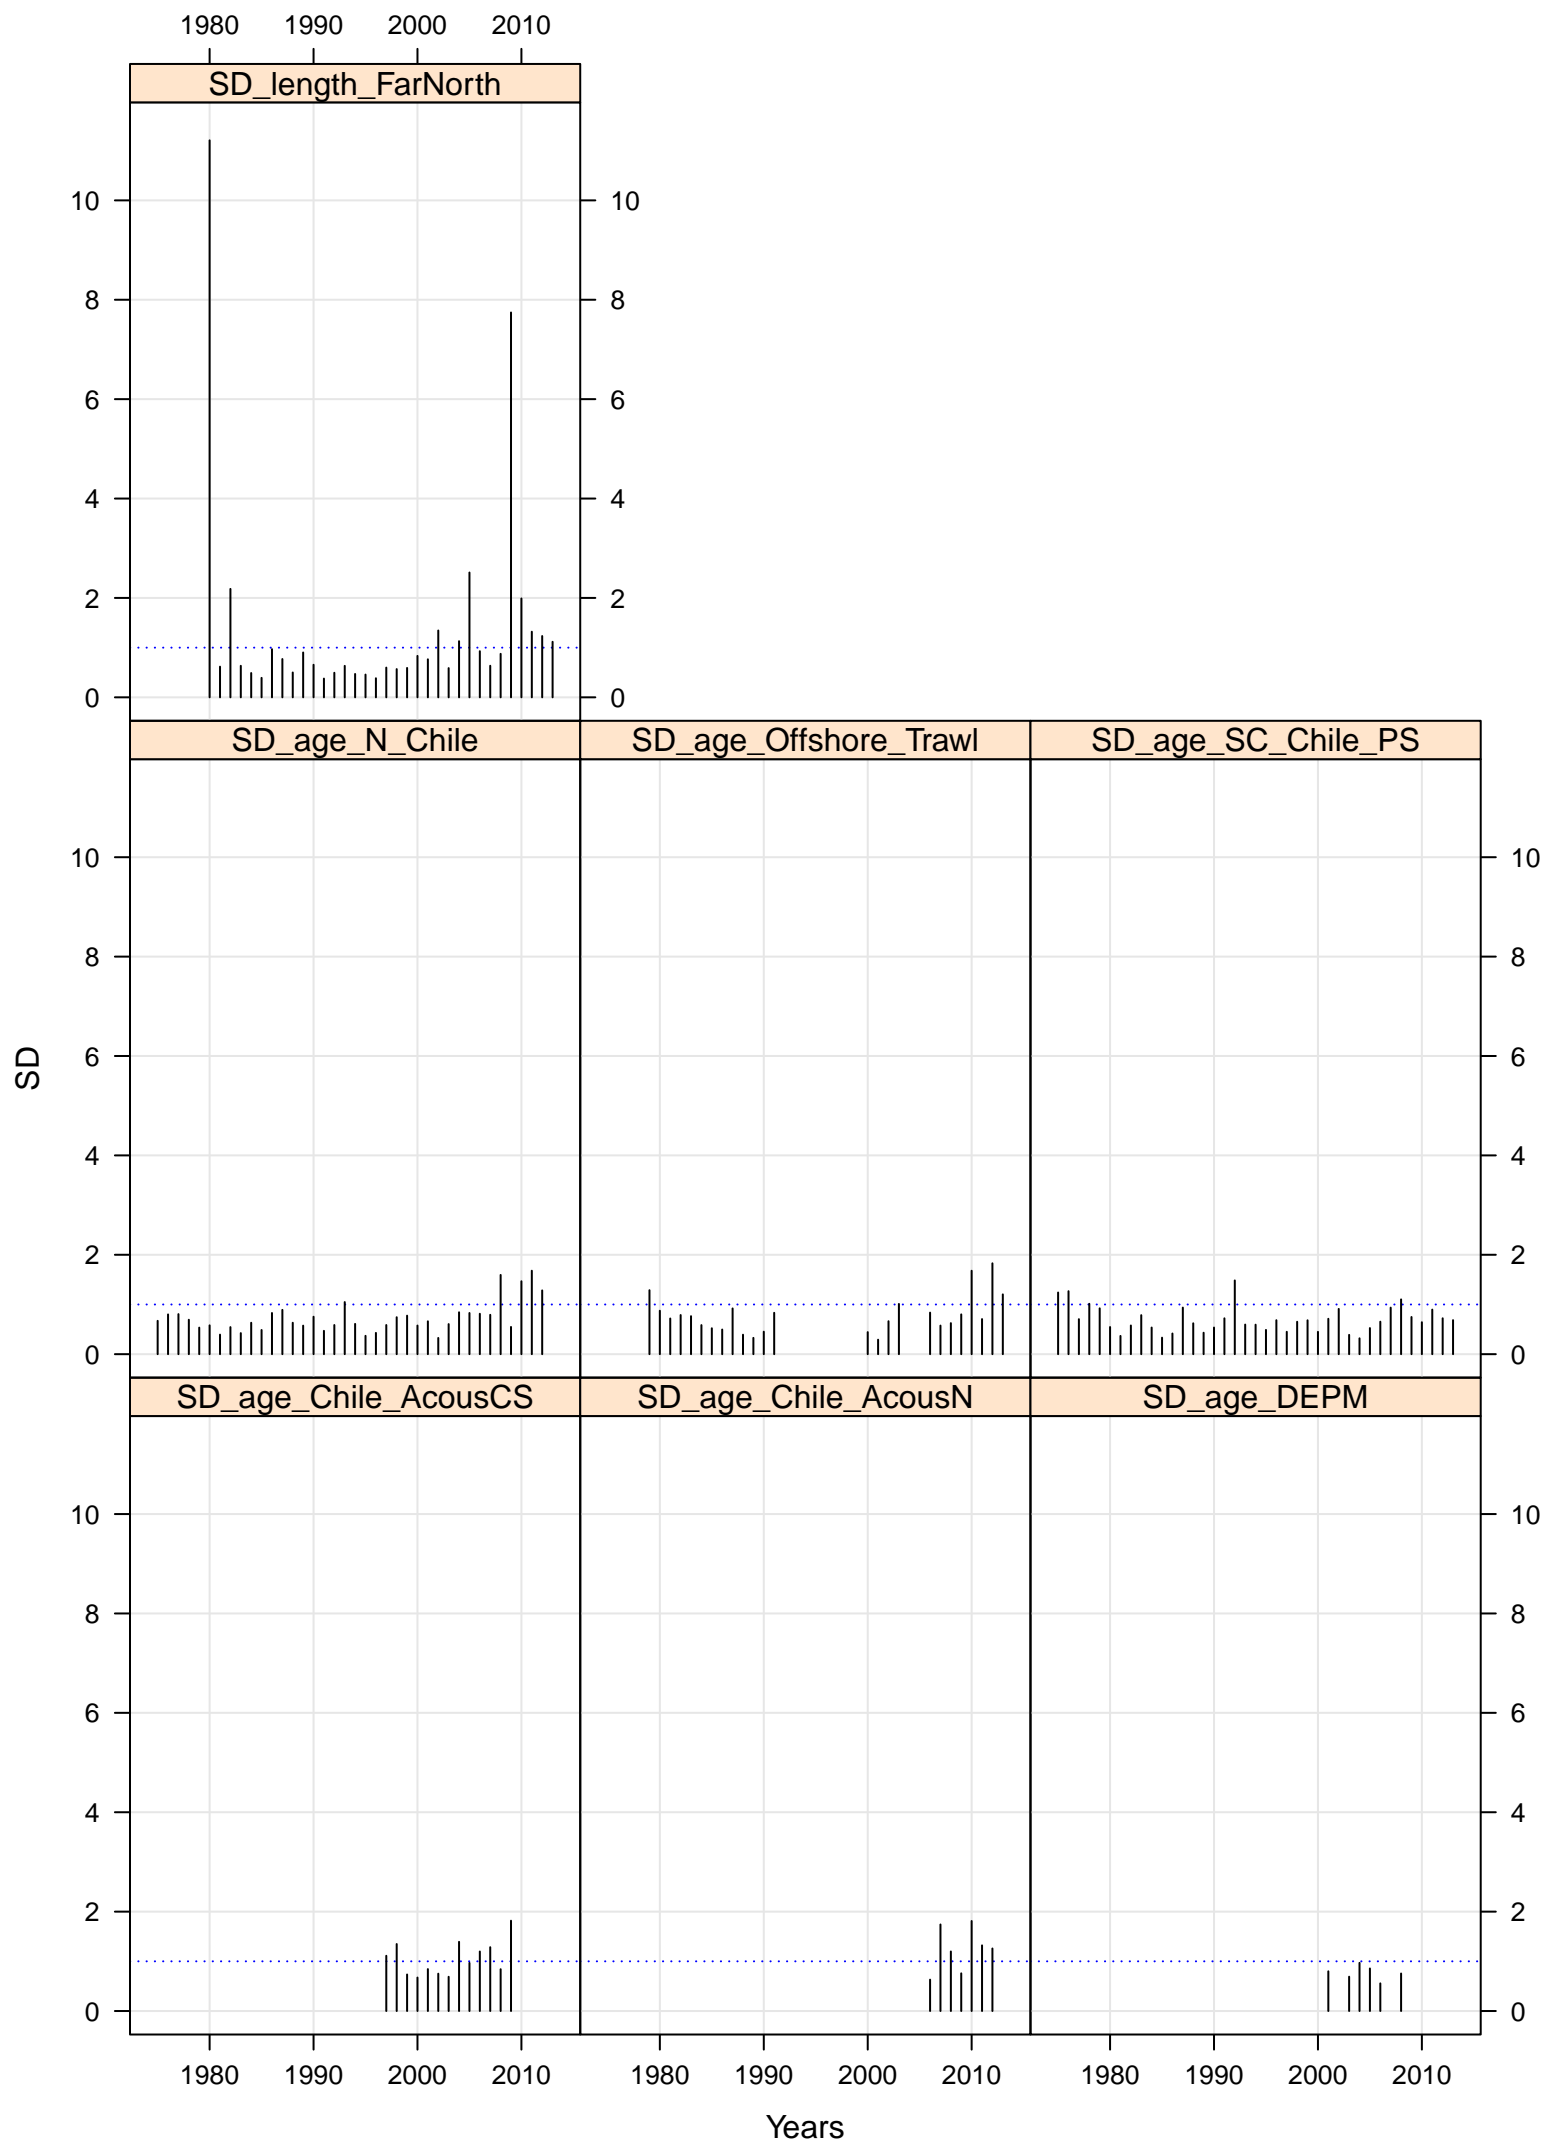 1980 1990 2000 2010
SD_length_FarNorth
10 10
8 8
6 6
4 4
2 2
0 0
SD_age_N_Chile SD_age_Offshore_Trawl SD_age_SC_Chile_PS
10 10
8 8
6 6
SD
4 4
2 2
0 0
SD_age_Chile_AcousCS SD_age_Chile_AcousN SD_age_DEPM
10 10
8 8
6 6
4 4
2 2
0 0
1980 1990 2000 2010 1980 1990 2000 2010 1980 1990 2000 2010
Years